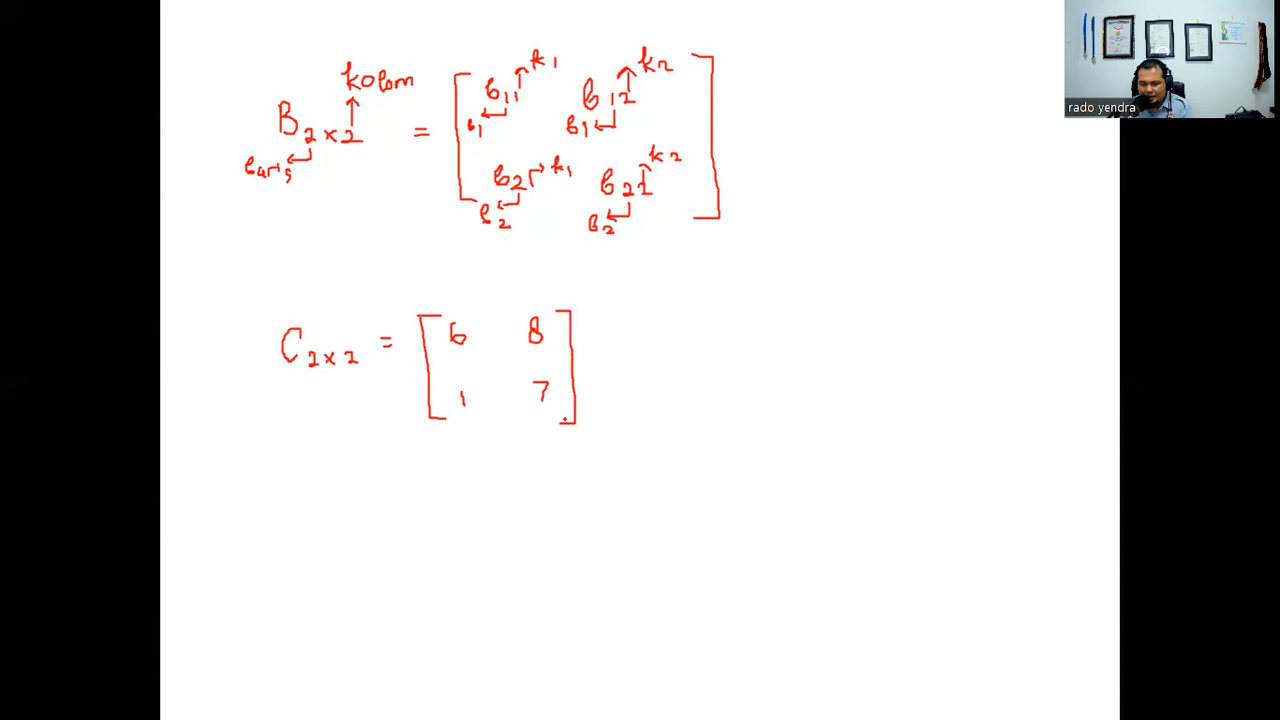 kolom
B₂ₓ₂ = [ b₁₁ b₁₂
baris
k₁ k₂
b₁ b₁
b₂₁ b₂₂ ]
k₁ k₂
b₂ b₂
C₂ₓ₂ = [ 6 8
1 7 ]
rado yendra